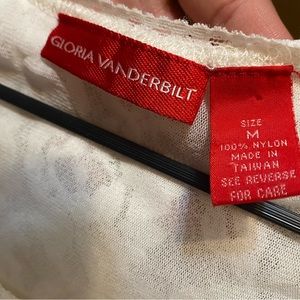 GLORIA VANDERBILT
SIZE
M
100% NYLON
MADE IN
TAIWAN
SEE REVERSE
FOR CARE